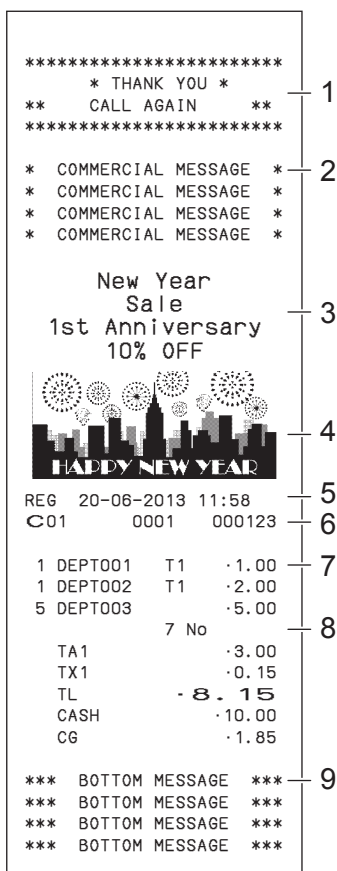 ************************
* THANK YOU *
** CALL AGAIN ** 1
************************
* COMMERCIAL MESSAGE * 2
* COMMERCIAL MESSAGE *
* COMMERCIAL MESSAGE *
* COMMERCIAL MESSAGE *
New Year
Sale 3
1st Anniversary
10% OFF
4
HAPPY NEW YEAR
REG 20-06-2013 11:58 5
C01 0001 000123 6
1 DEPT001 T1 ·1.00 7
1 DEPT002 T1 ·2.00
5 DEPT003 ·5.00
7 No 8
TA1 ·3.00
TX1 ·0.15
TL ·8.15
CASH ·10.00
CG ·1.85
*** BOTTOM MESSAGE *** 9
*** BOTTOM MESSAGE ***
*** BOTTOM MESSAGE ***
*** BOTTOM MESSAGE ***